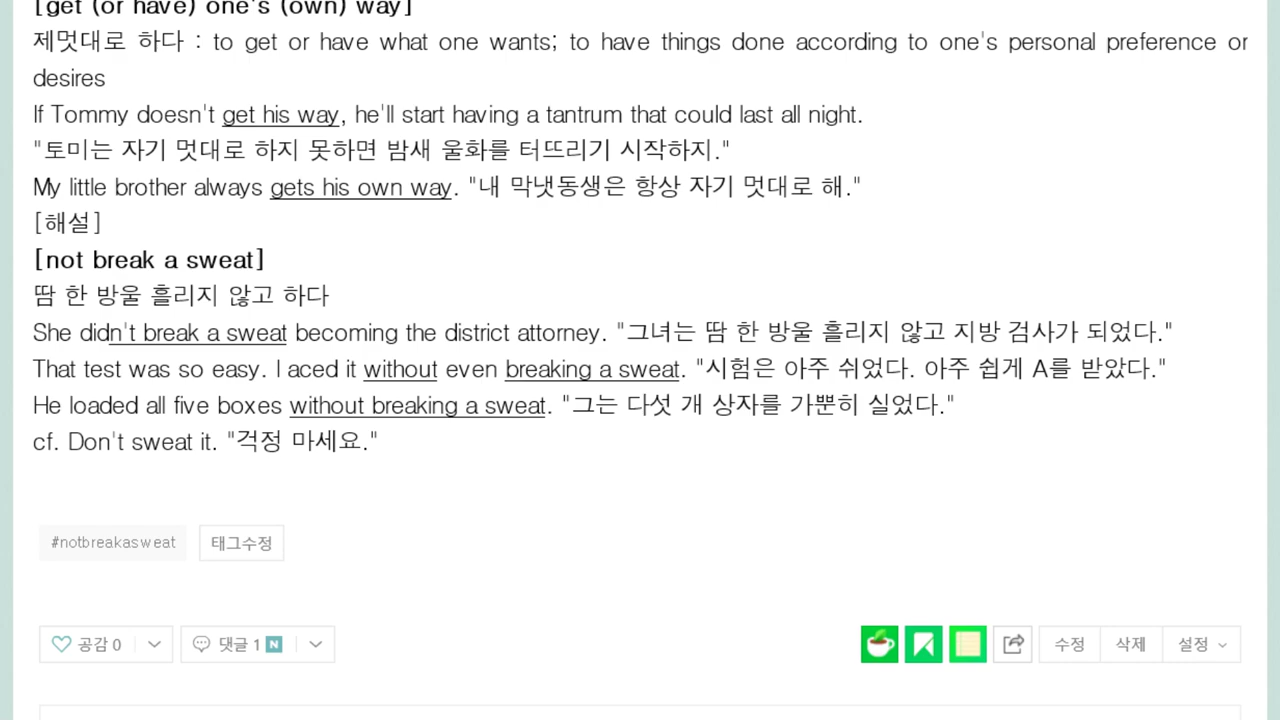 [get (or have) one's (own) way]
제멋대로 하다 : to get or have what one wants; to have things done according to one's personal preference or
desires
If Tommy doesn't get his way, he'll start having a tantrum that could last all night.
"토미는 자기 멋대로 하지 못하면 밤새 울화를 터뜨리기 시작하지."
My little brother always gets his own way. "내 막냇동생은 항상 자기 멋대로 해."
[해설]
[not break a sweat]
땀 한 방울 흘리지 않고 하다
She didn't break a sweat becoming the district attorney. "그녀는 땀 한 방울 흘리지 않고 지방 검사가 되었다."
That test was so easy. I aced it without even breaking a sweat. "시험은 아주 쉬었다. 아주 쉽게 A를 받았다."
He loaded all five boxes without breaking a sweat. "그는 다섯 개 상자를 가뿐히 실었다."
cf. Don't sweat it. "걱정 마세요."
#notbreakasweat 태그수정
공감 0 댓글 1 N 수정 삭제 설정